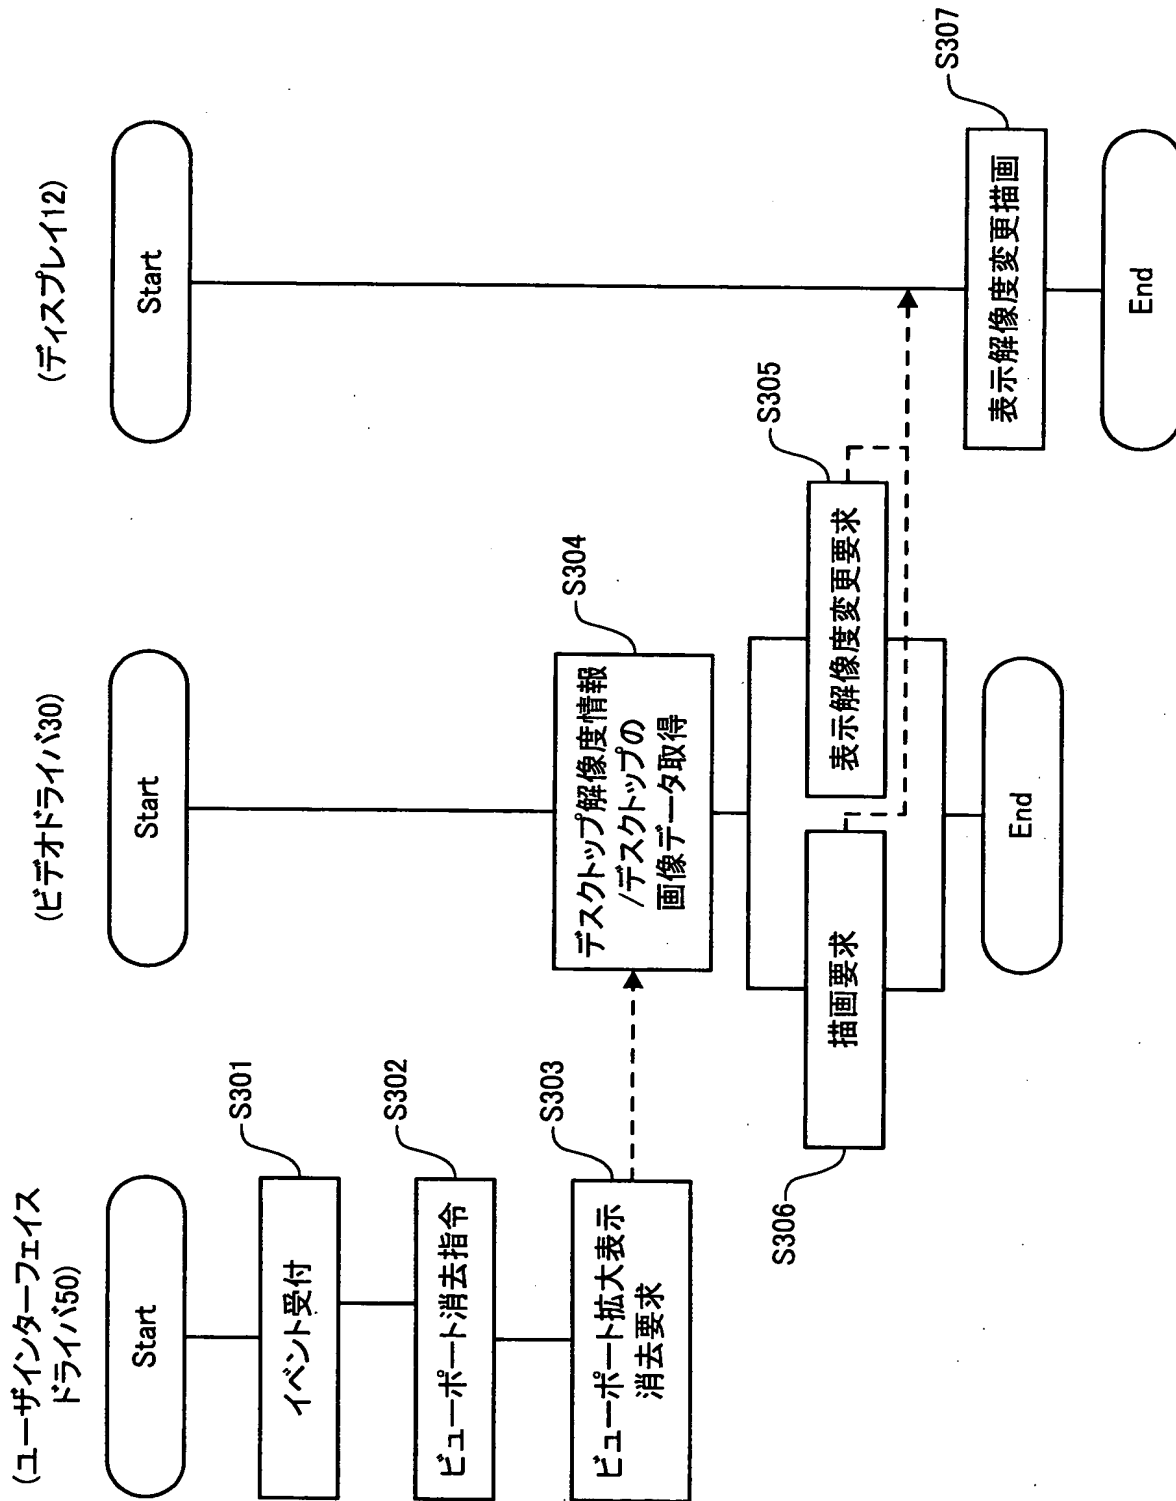 (ユーザインターフェイス
ドライバ50)
Start
イベント受付
S301
ビューポート消去指令
S302
ビューポート拡大表示
消去要求
S303
(ビデオドライバ30)
Start
デスクトップ解像度情報
/デスクトップの
画像データ取得
S304
表示解像度変更要求
S305
描画要求
S306
End
(ディスプレイ12)
Start
表示解像度変更描画
S307
End